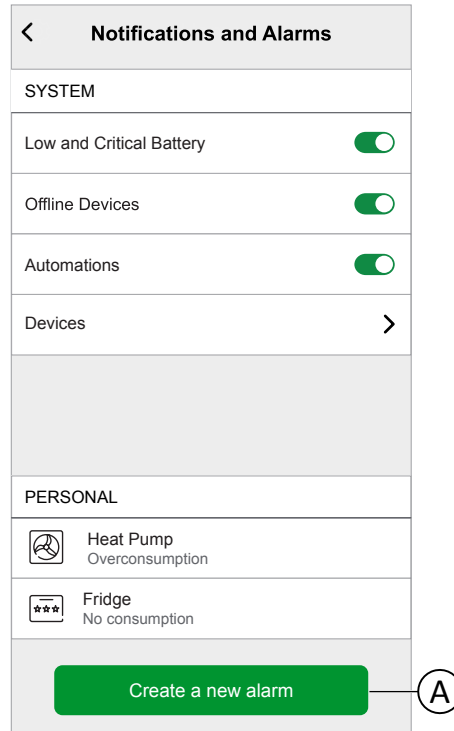 Notifications and Alarms
SYSTEM
Low and Critical Battery
Offline Devices
Automations
Devices
PERSONAL
Heat Pump
Overconsumption
Fridge
No consumption
Create a new alarm
A